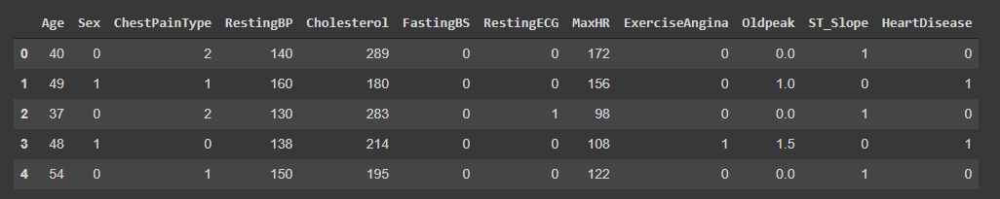 Age Sex ChestPainType RestingBP Cholesterol FastingBS RestingECG MaxHR ExerciseAngina Oldpeak ST_Slope HeartDisease
0 40 0 2 140 289 0 0 172 0 0.0 1 0
1 49 1 1 160 180 0 0 156 0 1.0 0 1
2 37 0 2 130 283 0 1 98 0 0.0 1 0
3 48 1 0 138 214 0 0 108 1 1.5 0 1
4 54 0 1 150 195 0 0 122 0 0.0 1 0